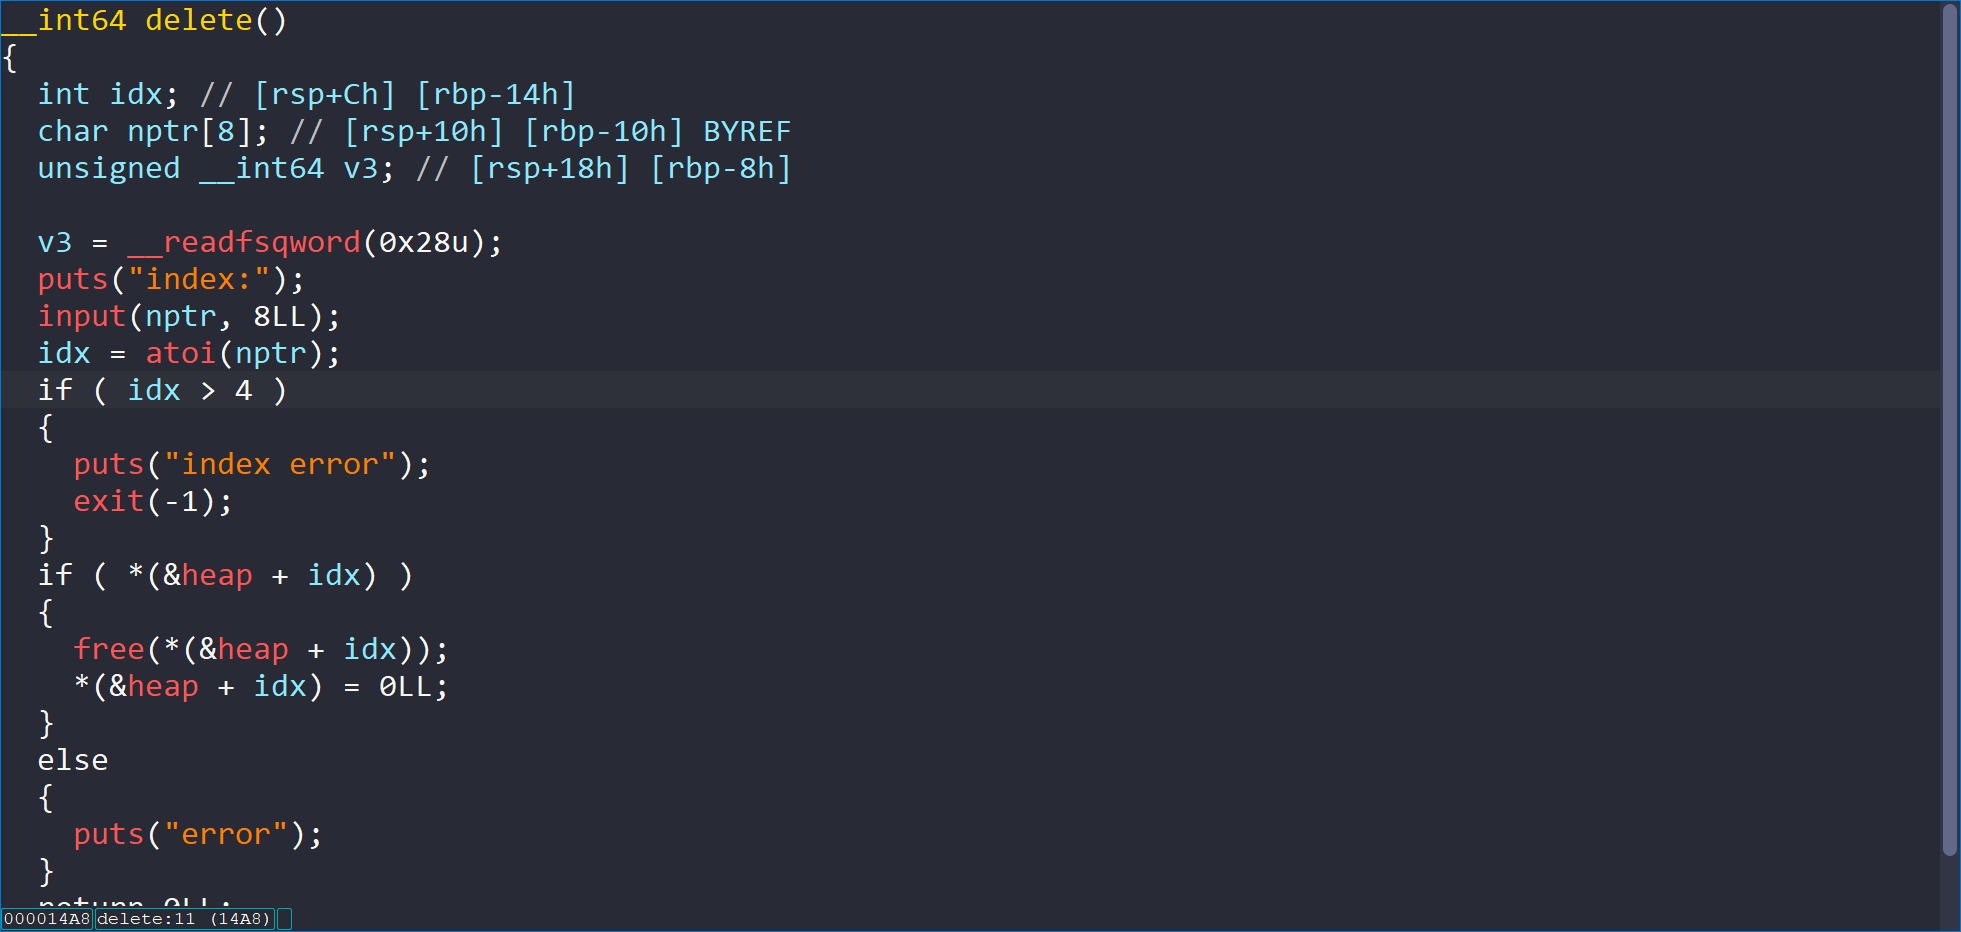 __int64 delete()
{
  int idx; // [rsp+Ch] [rbp-14h]
  char nptr[8]; // [rsp+10h] [rbp-10h] BYREF
  unsigned __int64 v3; // [rsp+18h] [rbp-8h]

  v3 = __readfsqword(0x28u);
  puts("index:");
  input(nptr, 8LL);
  idx = atoi(nptr);
  if ( idx > 4 )
  {
    puts("index error");
    exit(-1);
  }
  if ( *(&heap + idx) )
  {
    free(*(&heap + idx));
    *(&heap + idx) = 0LL;
  }
  else
  {
    puts("error");
  }
  return 0LL;
000014A8 delete:11 (14A8)